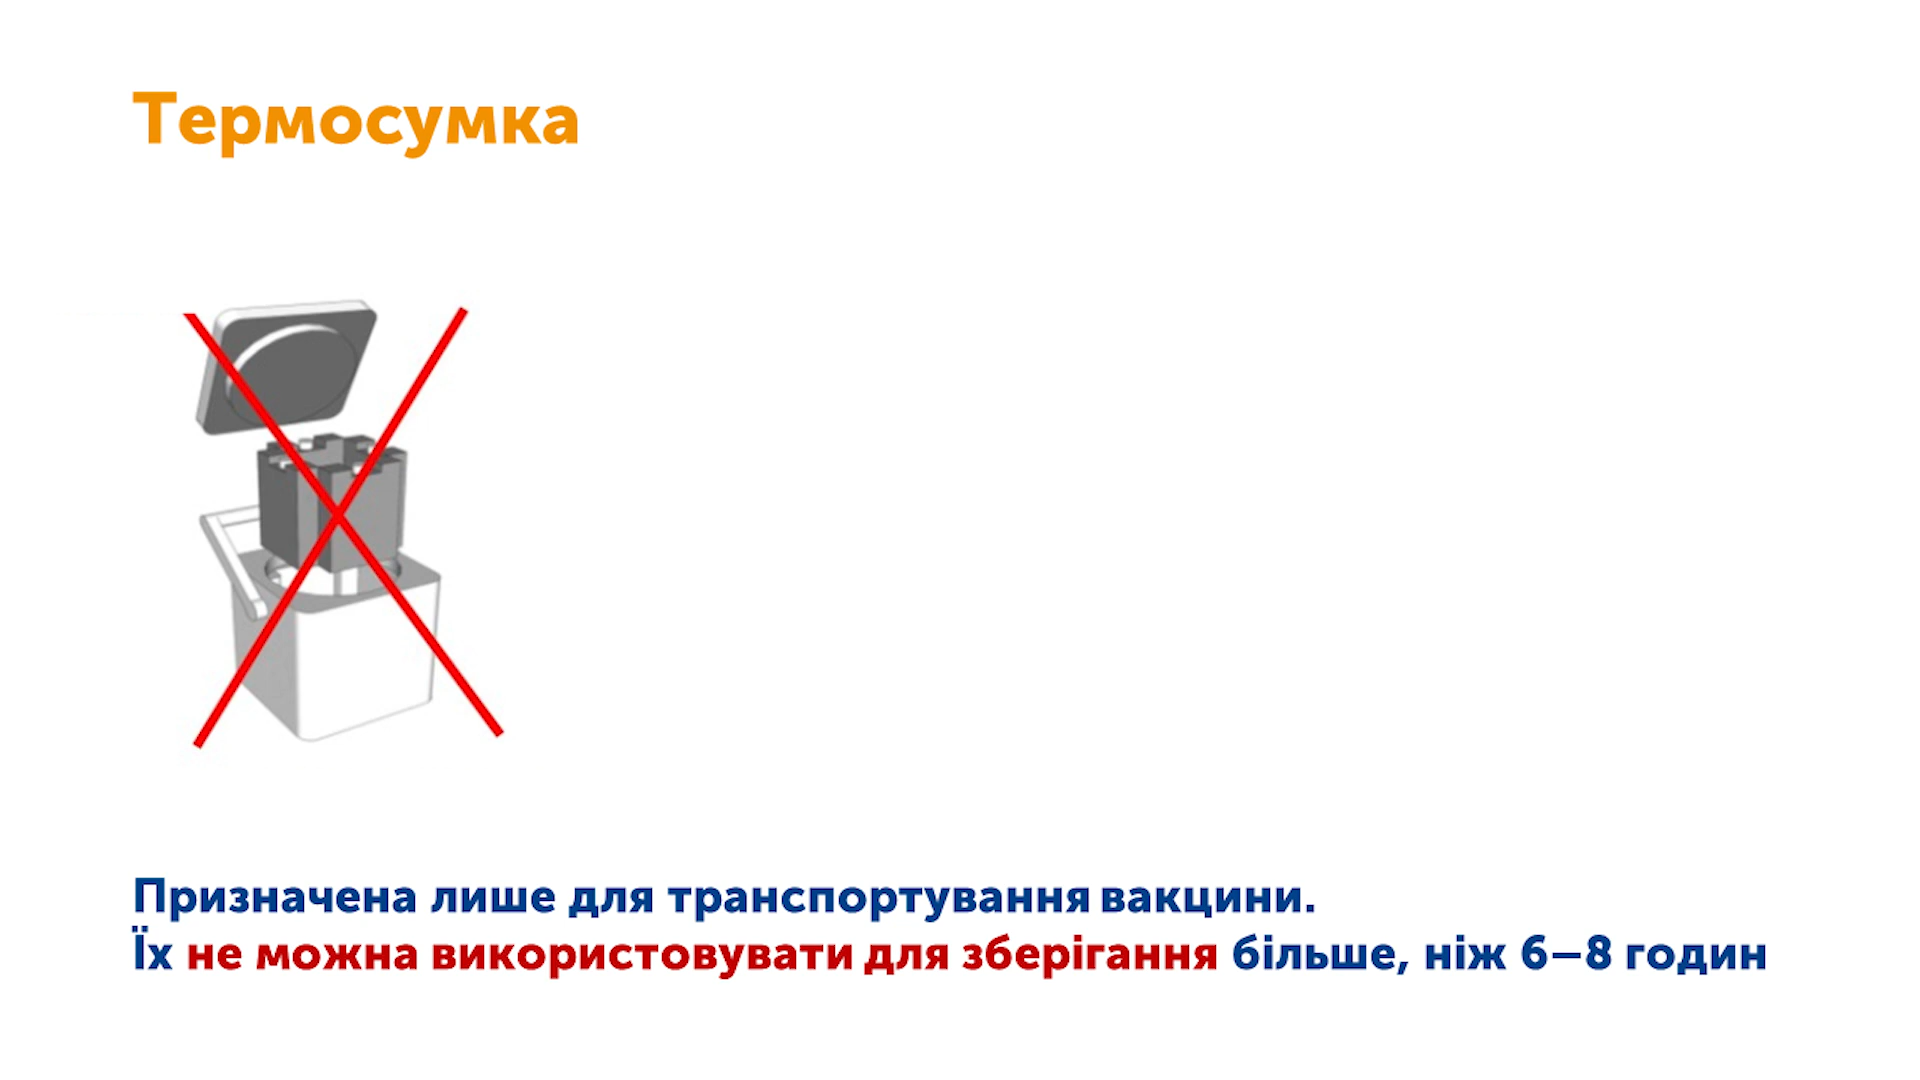 Термосумка
Призначена лише для транспортування вакцини.
Їх не можна використовувати для зберігання більше, ніж 6–8 годин